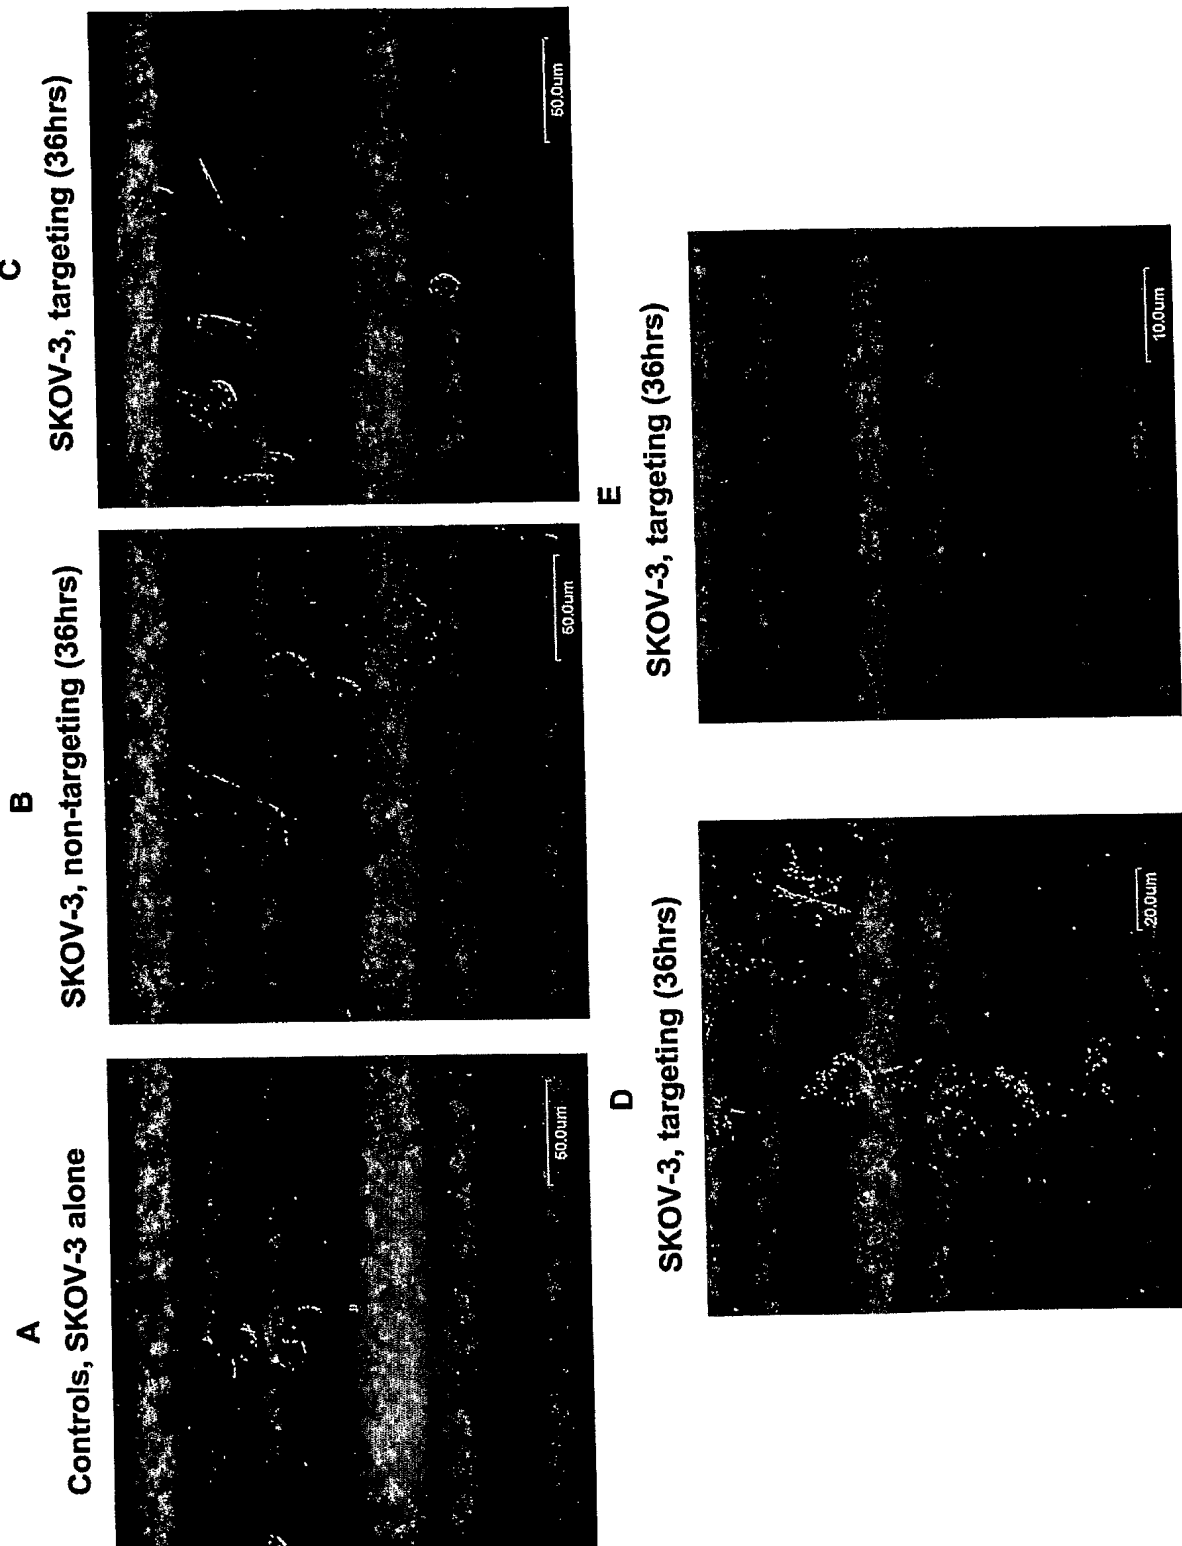 A
Controls, SKOV-3 alone
50.0um
B
SKOV-3, non-targeting (36hrs)
50.0um
C
SKOV-3, targeting (36hrs)
50.0um
D
SKOV-3, targeting (36hrs)
20.0um
E
SKOV-3, targeting (36hrs)
10.0um